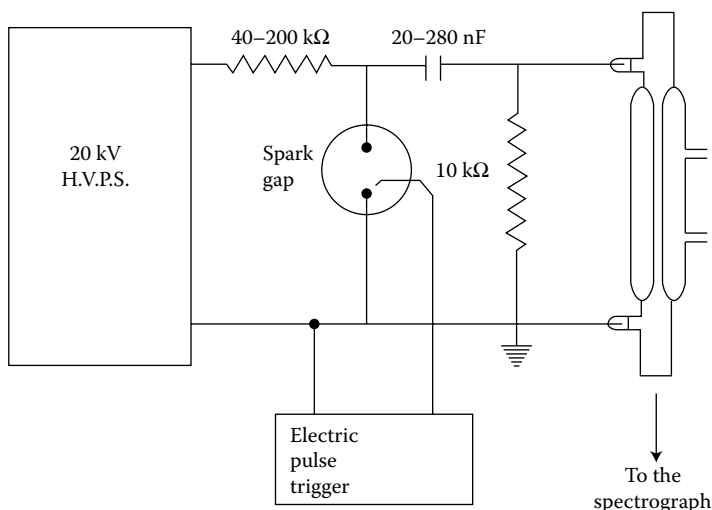 40–200 kΩ
20–280 nF
20 kV
H.V.P.S.
Spark
gap
10 kΩ
Electric
pulse
trigger
To the
spectrograph